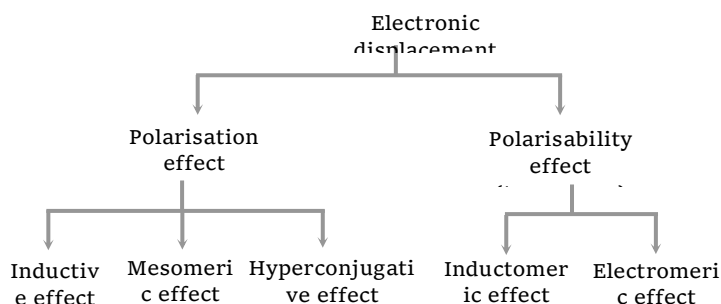 Electronic
displacement
Polarisation
effect
Polarisability
effect
Inductiv
e effect
Mesomeri
c effect
Hyperconjugati
ve effect
Inductomer
ic effect
Electromeri
c effect